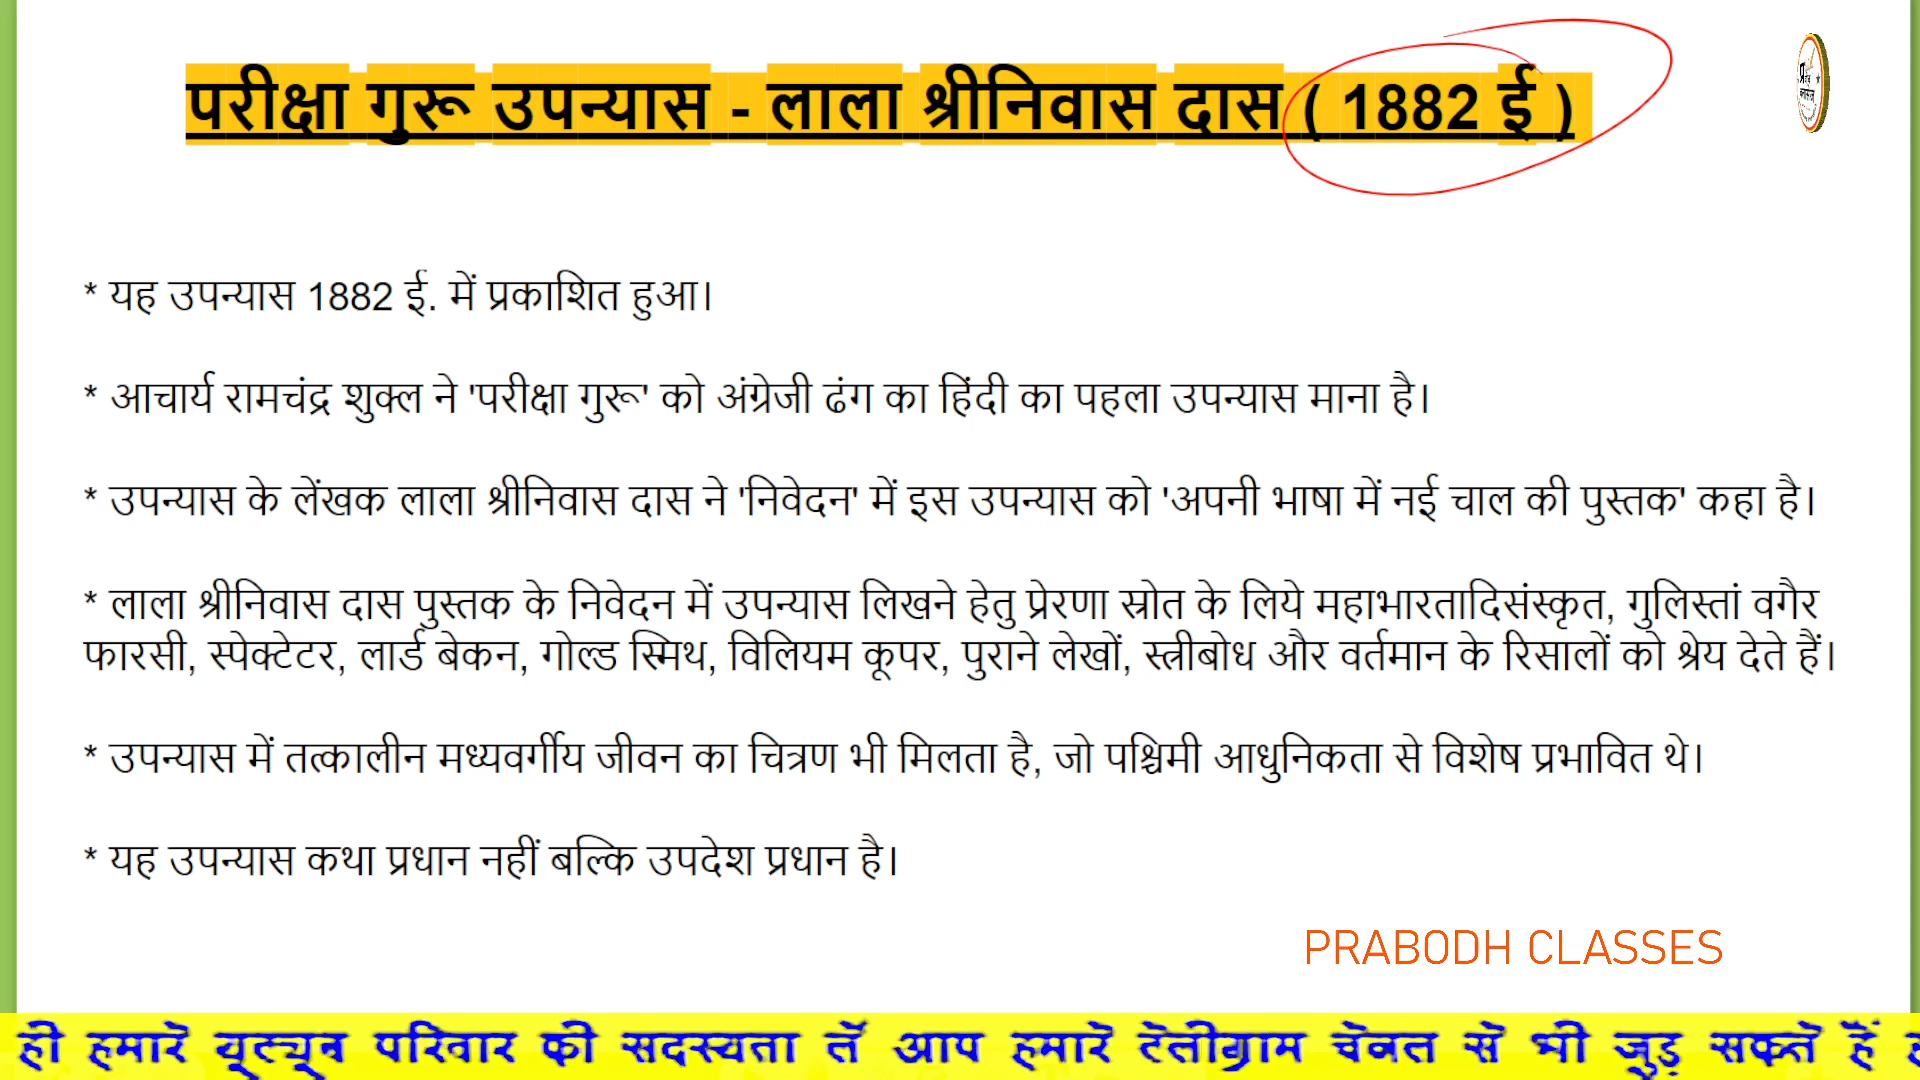 परीक्षा गुरू उपन्यास - लाला श्रीनिवास दास ( 1882 ई )
* यह उपन्यास 1882 ई. में प्रकाशित हुआ।
* आचार्य रामचंद्र शुक्ल ने 'परीक्षा गुरू' को अंग्रेजी ढंग का हिंदी का पहला उपन्यास माना है।
* उपन्यास के लेंखक लाला श्रीनिवास दास ने 'निवेदन' में इस उपन्यास को 'अपनी भाषा में नई चाल की पुस्तक' कहा है।
* लाला श्रीनिवास दास पुस्तक के निवेदन में उपन्यास लिखने हेतु प्रेरणा स्रोत के लिये महाभारतादिसंस्कृत, गुलिस्तां वगैर
फारसी, स्पेक्टेटर, लार्ड बेकन, गोल्ड स्मिथ, विलियम कूपर, पुराने लेखों, स्त्रीबोध और वर्तमान के रिसालों को श्रेय देते हैं।
* उपन्यास में तत्कालीन मध्यवर्गीय जीवन का चित्रण भी मिलता है, जो पश्चिमी आधुनिकता से विशेष प्रभावित थे।
* यह उपन्यास कथा प्रधान नहीं बल्कि उपदेश प्रधान है।
PRABODH CLASSES
ही हमारे यूट्यूब परिवार की सदस्यता लें आप हमारे टेलीग्राम चैनल से भी जुड़ सकते हैं